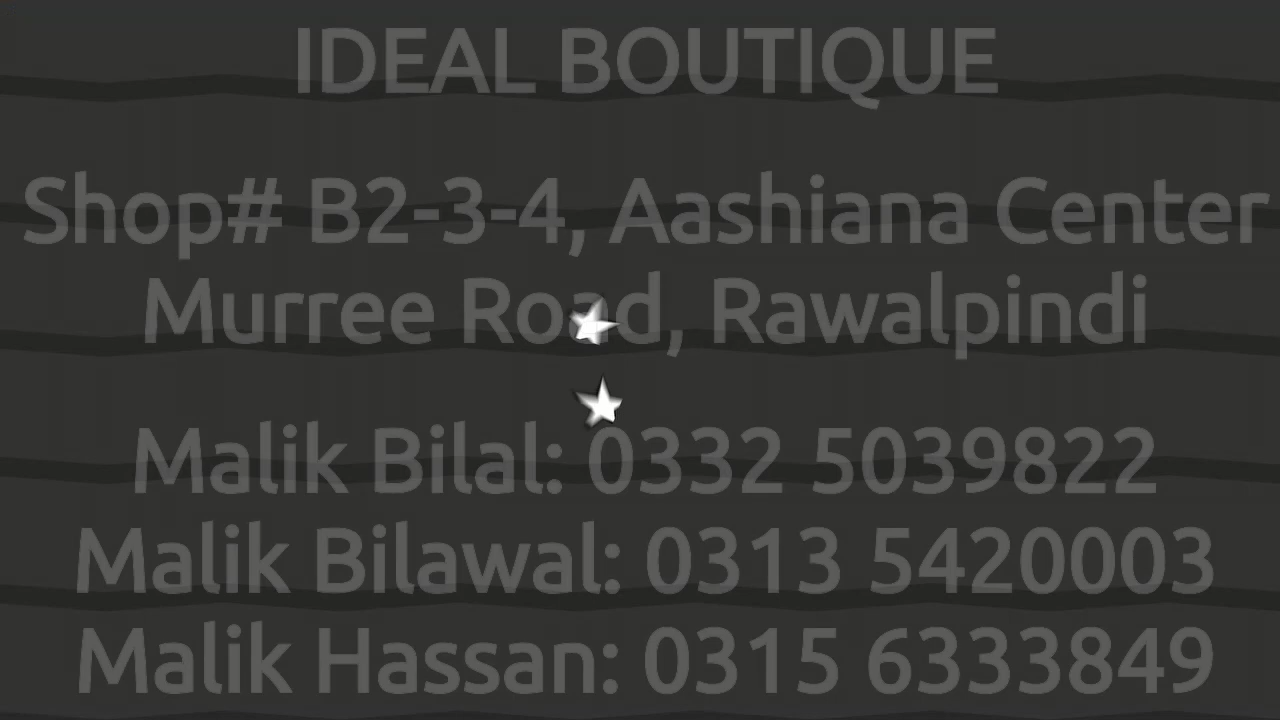 IDEAL BOUTIQUE
Shop# B2-3-4, Aashiana Center
Murree Road, Rawalpindi
Malik Bilal: 0332 5039822
Malik Bilawal: 0313 5420003
Malik Hassan: 0315 6333849